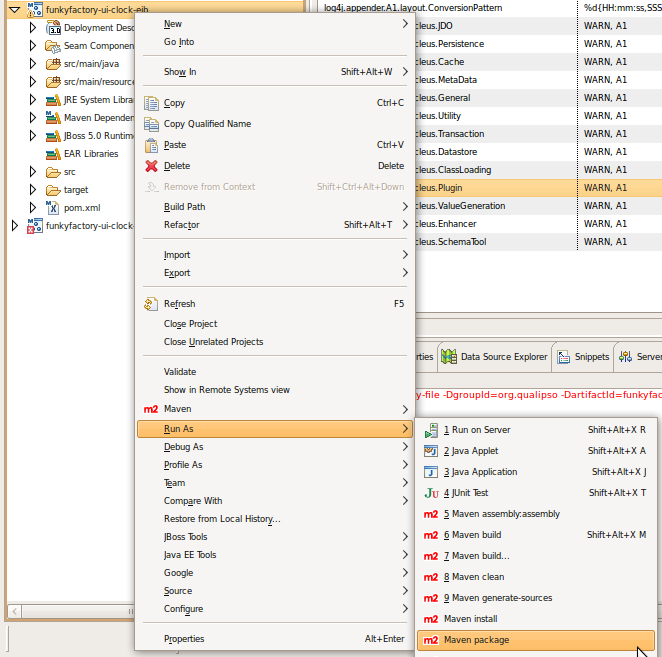 funkyfactory-ui-clock-ejb
Deployment Desc
Seam Componen
src/main/java
src/main/resource
JRE System Libra
Maven Dependen
JBoss 5.0 Runtim
EAR Libraries
src
target
pom.xml
funkyfactory-ui-clock-
New
Go Into
Show In Shift+Alt+W
Copy Ctrl+C
Copy Qualified Name
Paste Ctrl+V
Delete Delete
Remove from Context Shift+Ctrl+Alt+Down
Build Path
Refactor Shift+Alt+T
Import
Export
Refresh F5
Close Project
Close Unrelated Projects
Validate
Show in Remote Systems view
m2 Maven
Run As
Debug As
Profile As
Team
Compare With
Restore from Local History...
JBoss Tools
Java EE Tools
Google
Source
Configure
Properties Alt+Enter
log4j.appender.A1.layout.ConversionPattern %d{HH:mm:ss,SSS
cleus.JDO WARN, A1
cleus.Persistence WARN, A1
cleus.Cache WARN, A1
cleus.MetaData WARN, A1
cleus.General WARN, A1
cleus.Utility WARN, A1
cleus.Transaction WARN, A1
cleus.Datastore WARN, A1
cleus.ClassLoading WARN, A1
cleus.Plugin WARN, A1
cleus.ValueGeneration WARN, A1
cleus.Enhancer WARN, A1
cleus.SchemaTool WARN, A1
rties Data Source Explorer Snippets Server
y-file -DgroupId=org.qualipso -DartifactId=funkyfac
1 Run on Server Shift+Alt+X R
2 Java Applet Shift+Alt+X A
3 Java Application Shift+Alt+X J
JU 4 JUnit Test Shift+Alt+X T
m2 5 Maven assembly:assembly
m2 6 Maven build Shift+Alt+X M
m2 7 Maven build...
m2 8 Maven clean
m2 9 Maven generate-sources
m2 Maven install
m2 Maven package